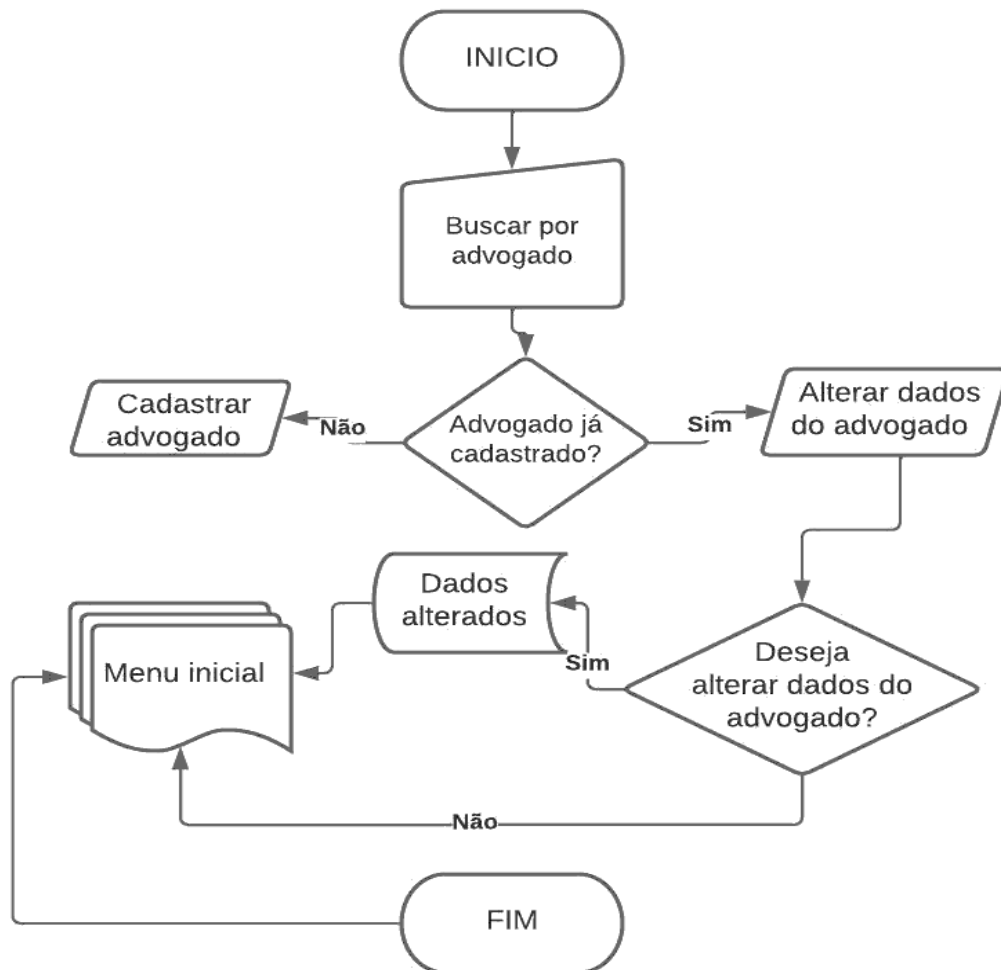 INICIO
Buscar por
advogado
Advogado já
cadastrado?
Não
Cadastrar
advogado
Sim
Alterar dados
do advogado
Deseja
alterar dados do
advogado?
Sim
Dados
alterados
Menu inicial
Não
FIM